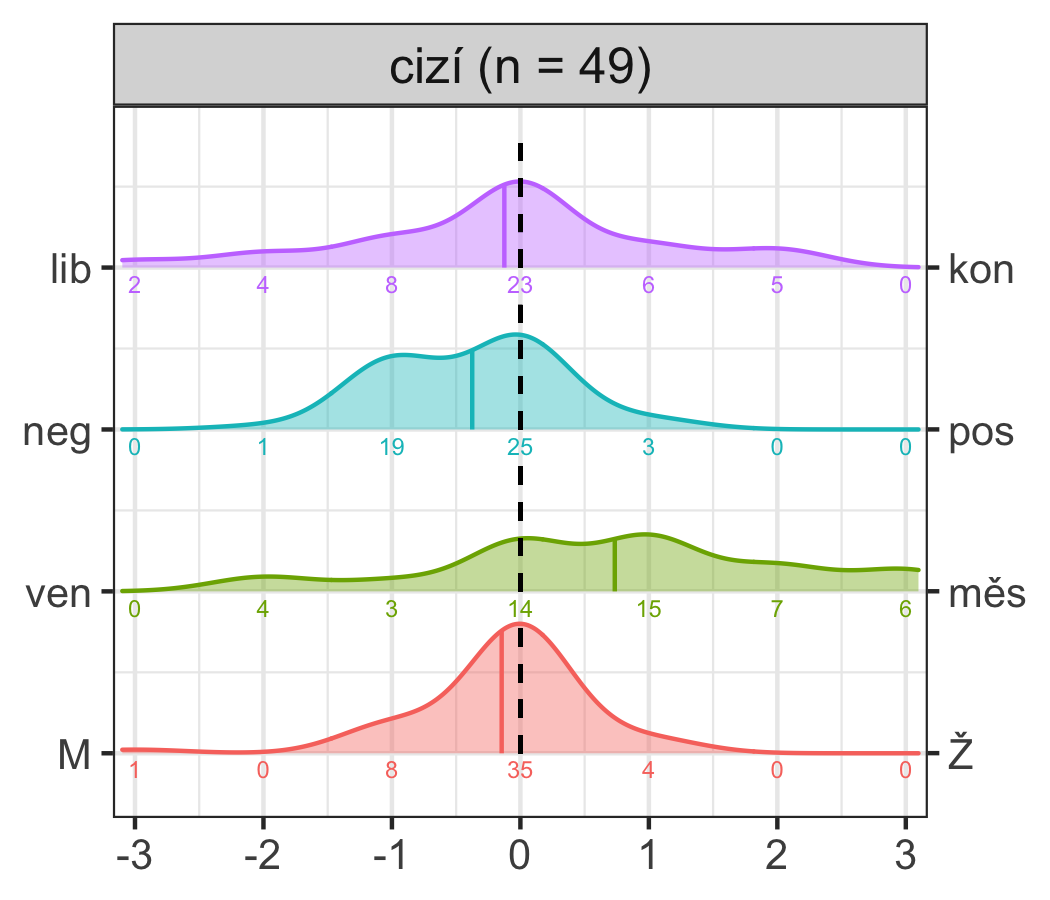 cizí (n = 49)
lib kon
2 4 8 23 6 5 0
neg pos
0 1 19 25 3 0 0
ven měs
0 4 3 14 15 7 6
M Ž
1 0 8 35 4 0 0
-3 -2 -1 0 1 2 3